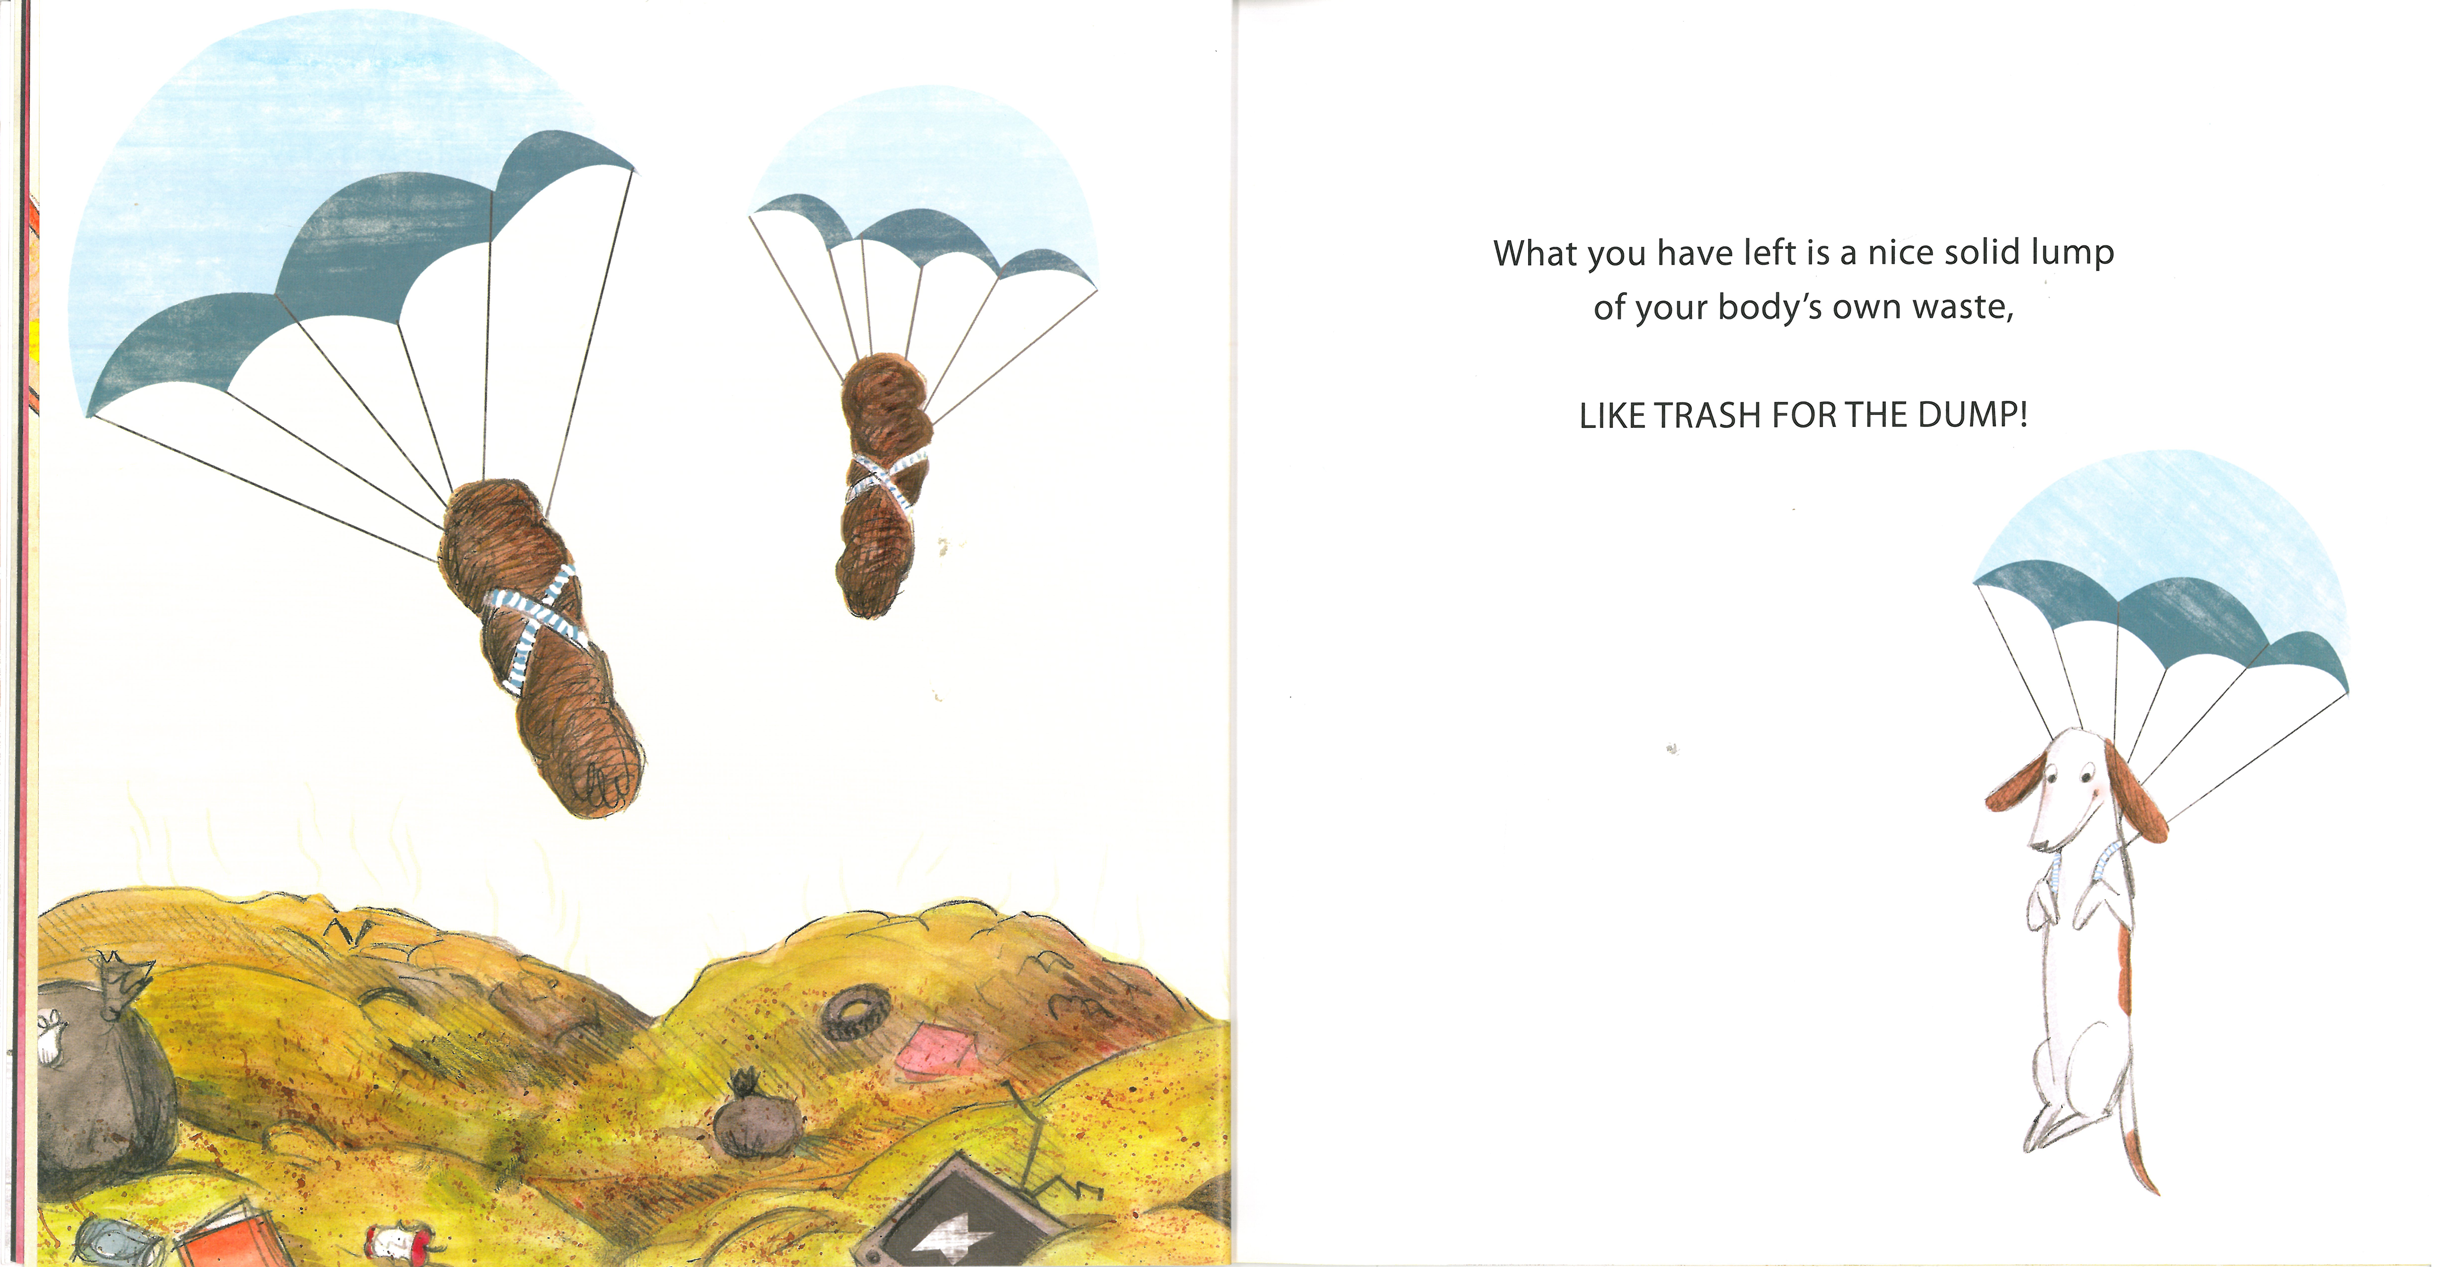 What you have left is a nice solid lump
of your body’s own waste,
LIKE TRASH FOR THE DUMP!